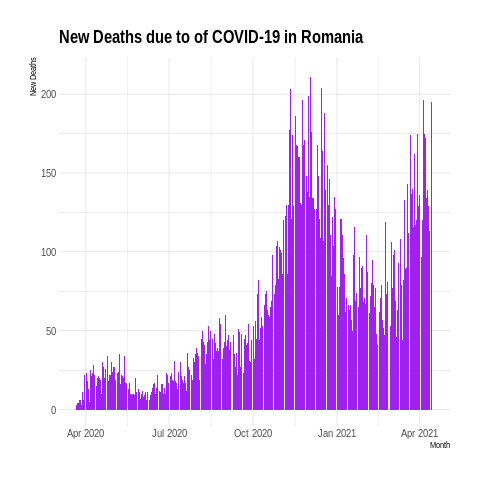 New Deaths due to of COVID-19 in Romania
New Deaths
200
150
100
50
0
Apr 2020 Jul 2020 Oct 2020 Jan 2021 Apr 2021
Month